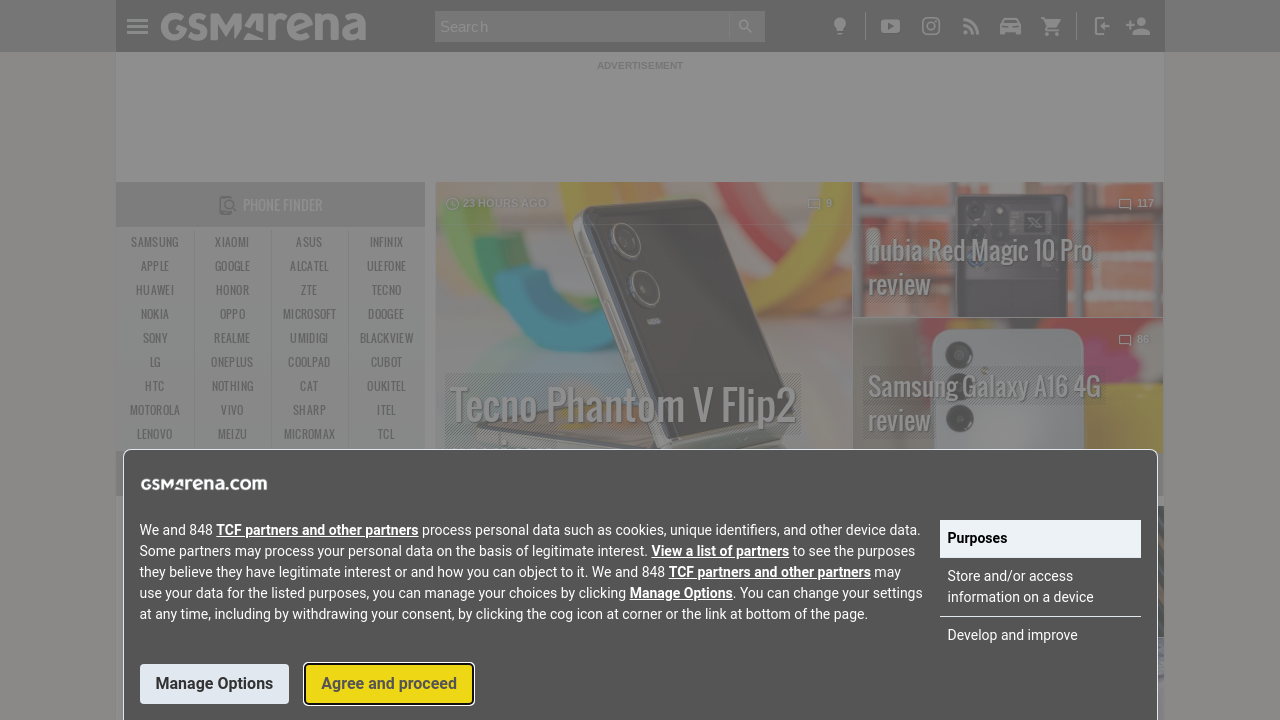 GSMArena
Search
ADVERTISEMENT
PHONE FINDER
SAMSUNG XIAOMI ASUS INFINIX
APPLE GOOGLE ALCATEL ULEFONE
HUAWEI HONOR ZTE TECNO
NOKIA OPPO MICROSOFT DOOGEE
SONY REALME UMIDIGI BLACKVIEW
LG ONEPLUS COOLPAD CUBOT
HTC NOTHING CAT OUKITEL
MOTOROLA VIVO SHARP ITEL
LENOVO MEIZU MICROMAX TCL
23 HOURS AGO 9
Tecno Phantom V Flip2
117
nubia Red Magic 10 Pro
review
86
Samsung Galaxy A16 4G
review
GSMArena.com
We and 848 TCF partners and other partners process personal data such as cookies, unique identifiers, and other device data.
Some partners may process your personal data on the basis of legitimate interest. View a list of partners to see the purposes
they believe they have legitimate interest or and how you can object to it. We and 848 TCF partners and other partners may
use your data for the listed purposes, you can manage your choices by clicking Manage Options. You can change your settings
at any time, including by withdrawing your consent, by clicking the cog icon at corner or the link at bottom of the page.
Purposes
Store and/or access
information on a device
Develop and improve
Manage Options
Agree and proceed